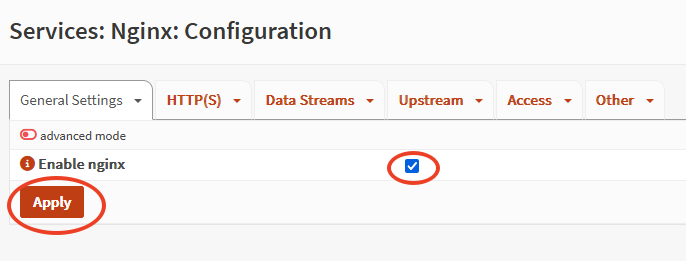 Services: Nginx: Configuration
General Settings HTTP(S) Data Streams Upstream Access Other
advanced mode
Enable nginx
Apply